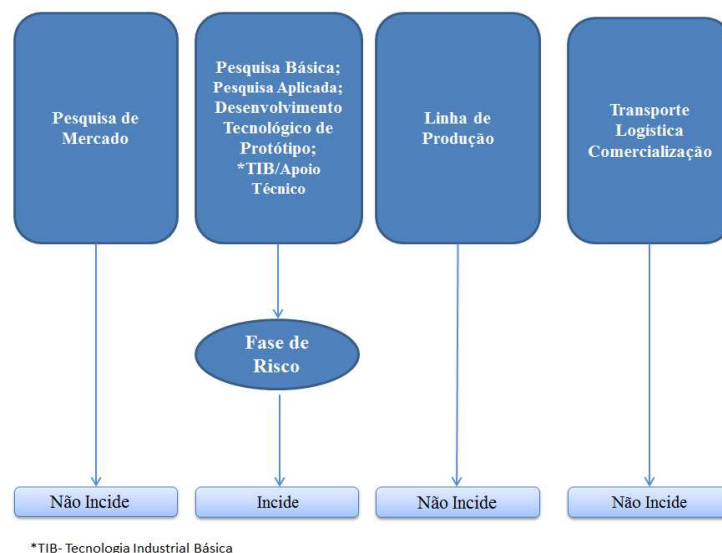 Pesquisa de
Mercado
Pesquisa Básica;
Pesquisa Aplicada;
Desenvolvimento
Tecnológico de
Protótipo;
*TIB/Apoio
Técnico
Linha de
Produção
Transporte
Logística
Comercialização
Fase de
Risco
Não Incide
Incide
Não Incide
Não Incide
*TIB- Tecnologia Industrial Básica